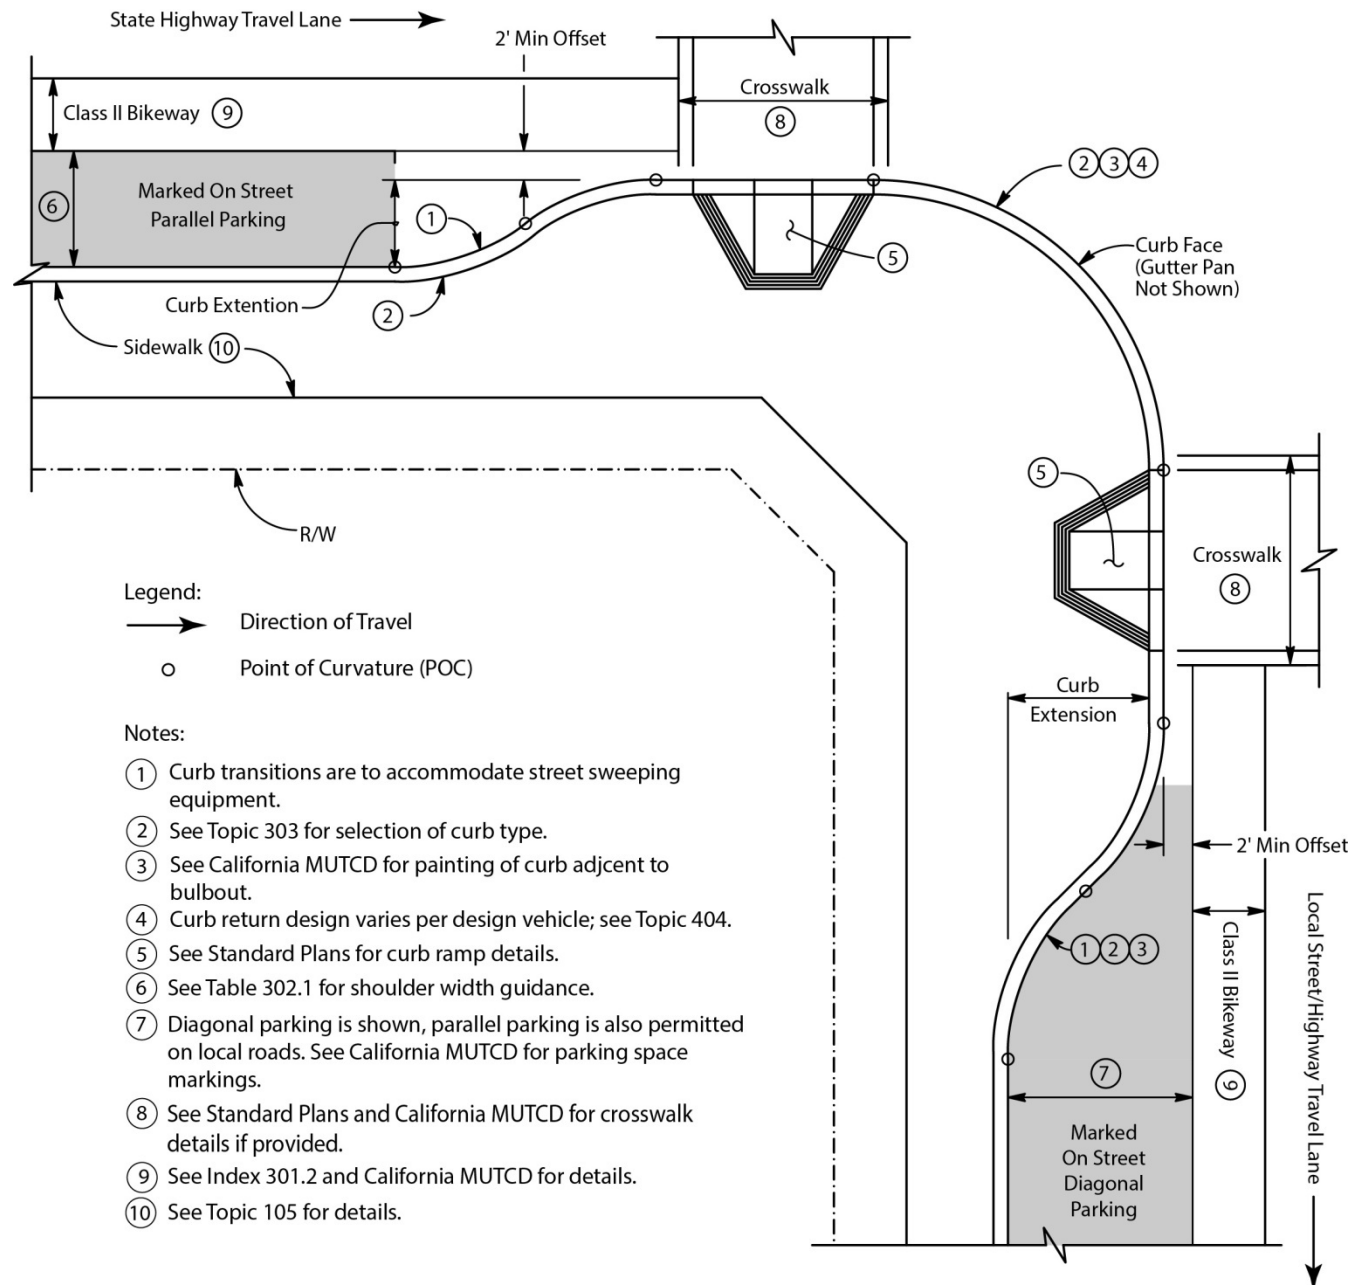 State Highway Travel Lane
2' Min Offset
Class II Bikeway 9
Crosswalk
8
2 3 4
6
Marked On Street
Parallel Parking
1
5
Curb Face
(Gutter Pan
Not Shown)
Curb Extention
2
Sidewalk 10
5
R/W
Crosswalk
8
Legend:
Direction of Travel
Point of Curvature (POC)
Curb
Extension
2' Min Offset
Notes:
1 Curb transitions are to accommodate street sweeping
equipment.
2 See Topic 303 for selection of curb type.
3 See California MUTCD for painting of curb adjcent to
bulbout.
4 Curb return design varies per design vehicle; see Topic 404.
5 See Standard Plans for curb ramp details.
6 See Table 302.1 for shoulder width guidance.
7 Diagonal parking is shown, parallel parking is also permitted
on local roads. See California MUTCD for parking space
markings.
8 See Standard Plans and California MUTCD for crosswalk
details if provided.
9 See Index 301.2 and California MUTCD for details.
10 See Topic 105 for details.
1 2 3
7
Marked
On Street
Diagonal
Parking
Class II Bikeway 9
Local Street/Highway Travel Lane